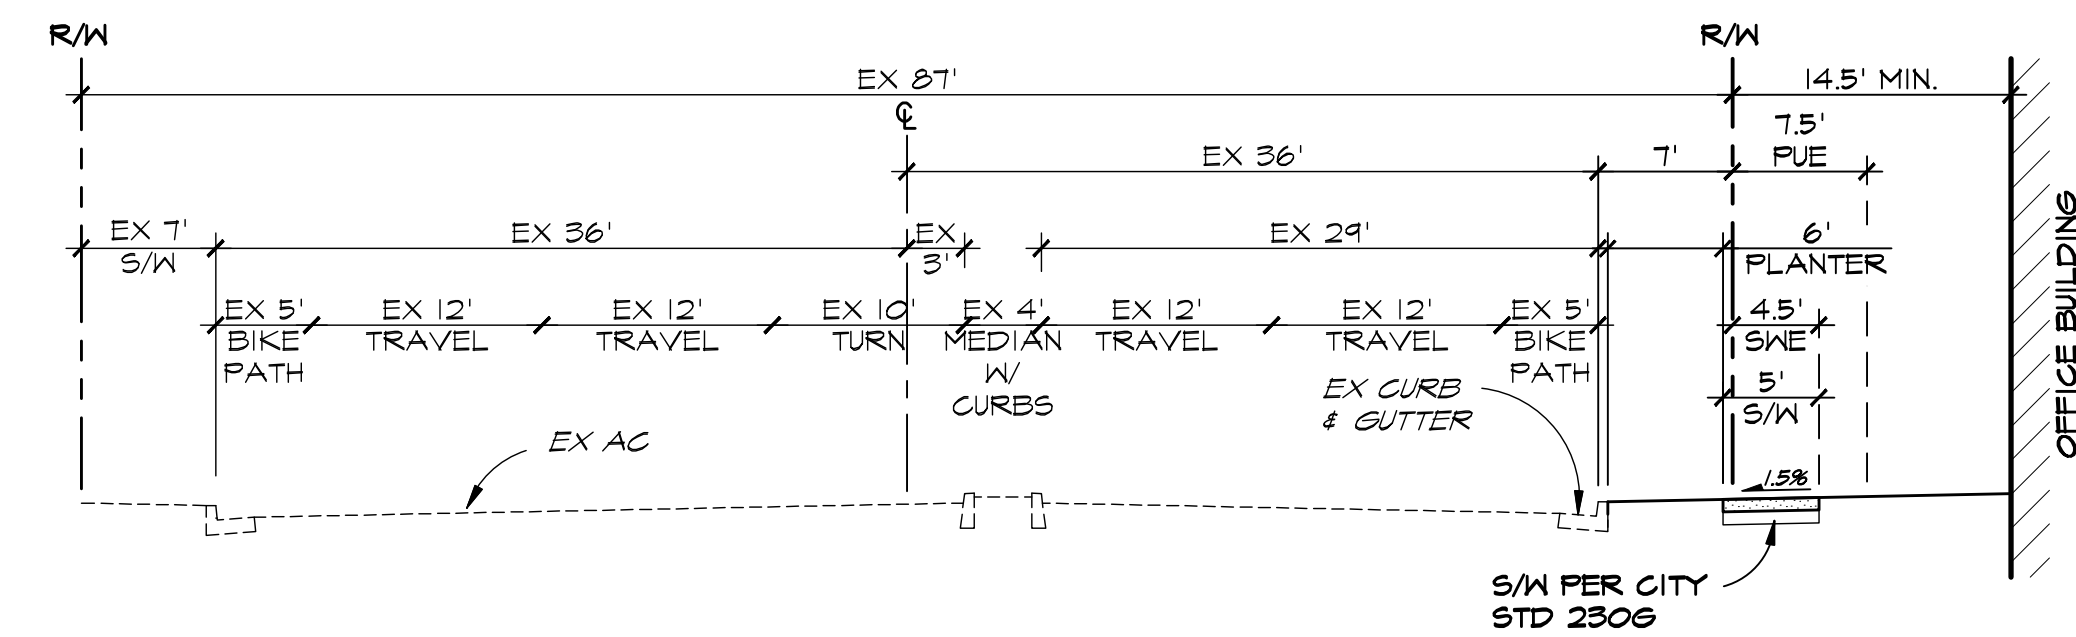 R/W
R/W
EX 87'
14.5' MIN.
℄
7.5'
PUE
EX 36'
7'
EX 7'
S/W
EX 36'
EX
3'
EX 29'
6'
PLANTER
EX 5'
BIKE
PATH
EX 12'
TRAVEL
EX 12'
TRAVEL
EX 10'
TURN
EX 4'
MEDIAN
W/
CURBS
EX 12'
TRAVEL
EX 12'
TRAVEL
EX 5'
BIKE
PATH
4.5'
SWE
5'
S/W
EX CURB
& GUTTER
EX AC
1.5%
OFFICE BUILDING
S/W PER CITY
STD 230G